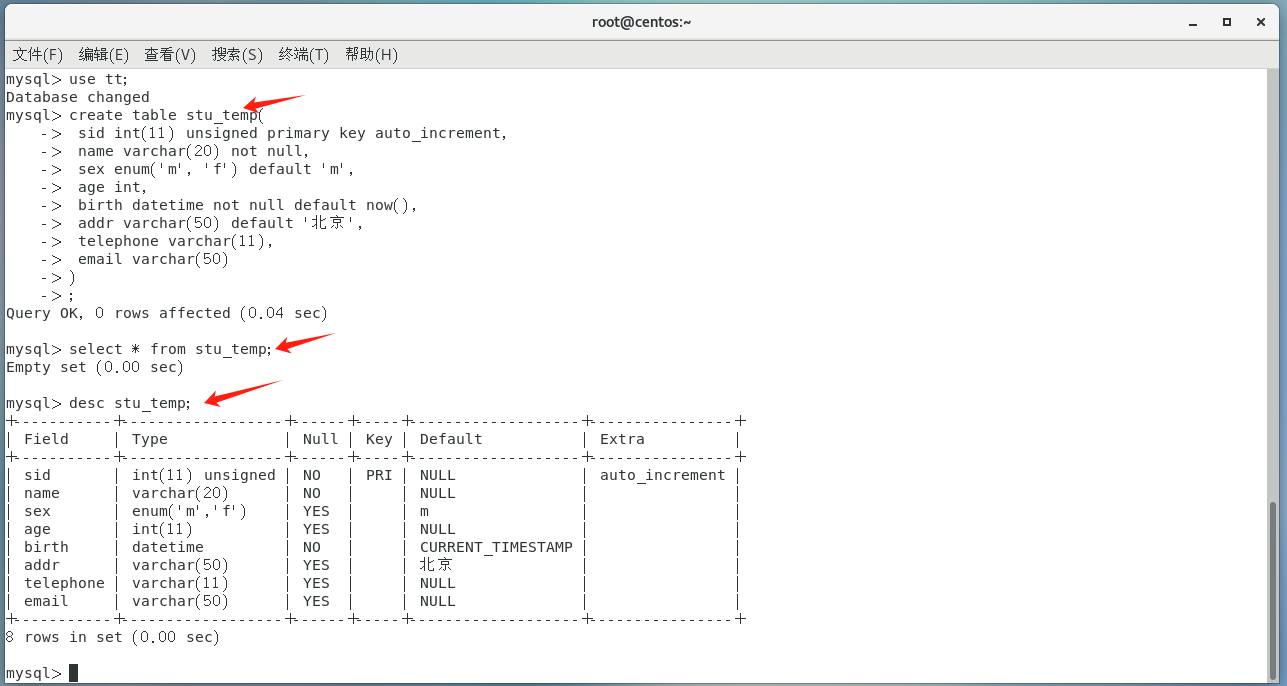 root@centos:~
文件(F) 编辑(E) 查看(V) 搜索(S) 终端(T) 帮助(H)
mysql> use tt;
Database changed
mysql> create table stu_temp(
    ->  sid int(11) unsigned primary key auto_increment,
    ->  name varchar(20) not null,
    ->  sex enum('m', 'f') default 'm',
    ->  age int,
    ->  birth datetime not null default now(),
    ->  addr varchar(50) default '北京',
    ->  telephone varchar(11),
    ->  email varchar(50)
    -> )
    -> ;
Query OK, 0 rows affected (0.04 sec)
mysql> select * from stu_temp;
Empty set (0.00 sec)
mysql> desc stu_temp;
+-----------+------------------+------+-----+-------------------+----------------+
| Field     | Type             | Null | Key | Default           | Extra          |
+-----------+------------------+------+-----+-------------------+----------------+
| sid       | int(11) unsigned | NO   | PRI | NULL              | auto_increment |
| name      | varchar(20)      | NO   |     | NULL              |                |
| sex       | enum('m','f')    | YES  |     | m                 |                |
| age       | int(11)          | YES  |     | NULL              |                |
| birth     | datetime         | NO   |     | CURRENT_TIMESTAMP |                |
| addr      | varchar(50)      | YES  |     | 北京              |                |
| telephone | varchar(11)      | YES  |     | NULL              |                |
| email     | varchar(50)      | YES  |     | NULL              |                |
+-----------+------------------+------+-----+-------------------+----------------+
8 rows in set (0.00 sec)
mysql>